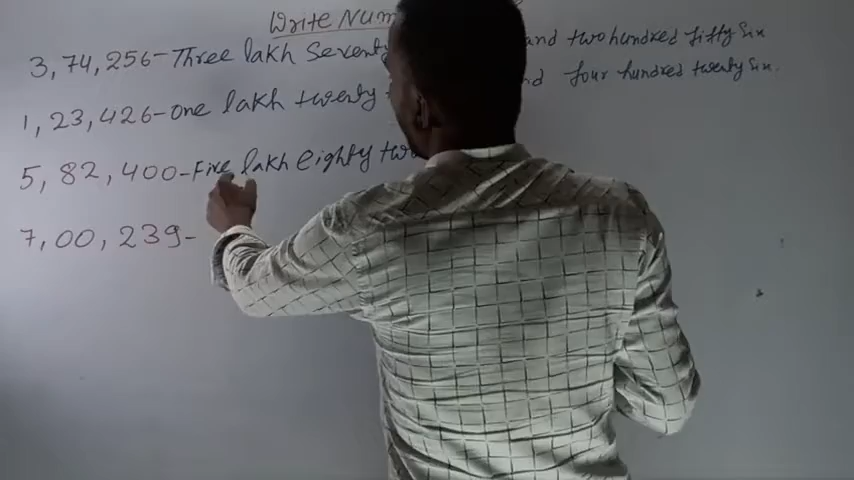 Write Num
3,74,256-Three lakh Seventy and two hundred fifty Six
1,23,426-One lakh twenty four hundred twenty Six.
5,82,400-Five lakh eighty two
7,00,239-